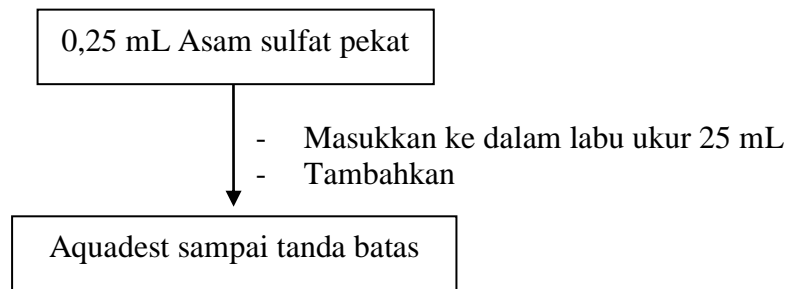 0,25 mL Asam sulfat pekat
- Masukkan ke dalam labu ukur 25 mL
- Tambahkan
Aquadest sampai tanda batas